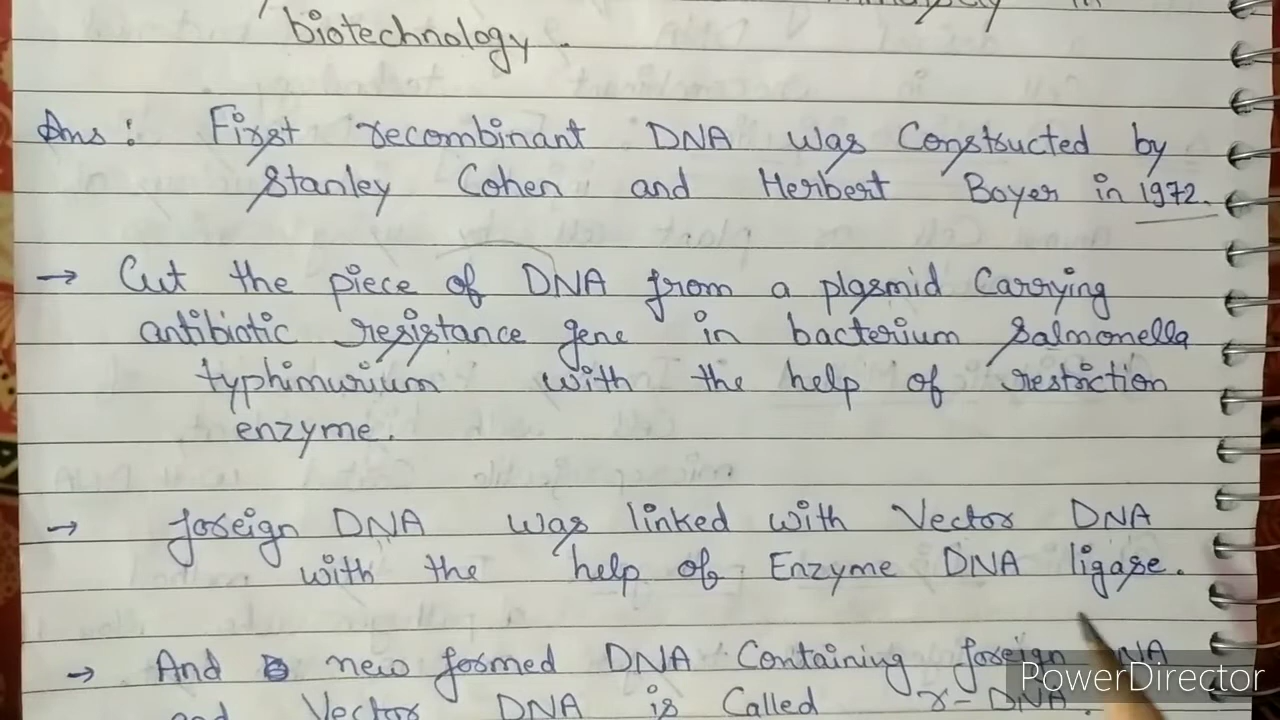 in
biotechnology.
Ans: First recombinant DNA was Constructed by
Stanley Cohen and Herbert Boyer in 1972.
→ Cut the piece of DNA from a plasmid Carrying
antibiotic resistance gene in bacterium Salmonella
typhimurium with the help of restriction
enzyme.
→ foreign DNA was linked with Vector DNA
with the help of Enzyme DNA ligase.
→ And new formed DNA Containing foreign DNA
and Vector DNA is Called r-DNA.
PowerDirector